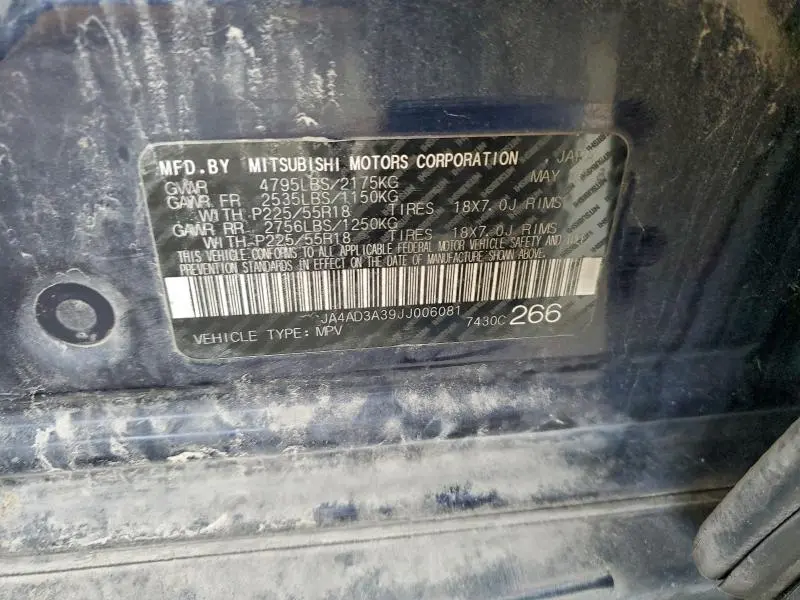 MFD.BY MITSUBISHI MOTORS CORPORATION
GVWR 4795LBS/2175KG MAY
GAWR FR 2535LBS/1150KG
WITH P225/55R18 TIRES 18X7.0J RIMS
GAWR RR 2756LBS/1250KG
WITH P225/55R18 TIRES 18X7.0J RIMS
THIS VEHICLE CONFORMS TO ALL APPLICABLE FEDERAL MOTOR VEHICLE SAFETY AND THEFT
PREVENTION STANDARDS IN EFFECT ON THE DATE OF MANUFACTURE SHOWN ABOVE.
JA4AD3A39JJ006081 7430C 266
VEHICLE TYPE: MPV